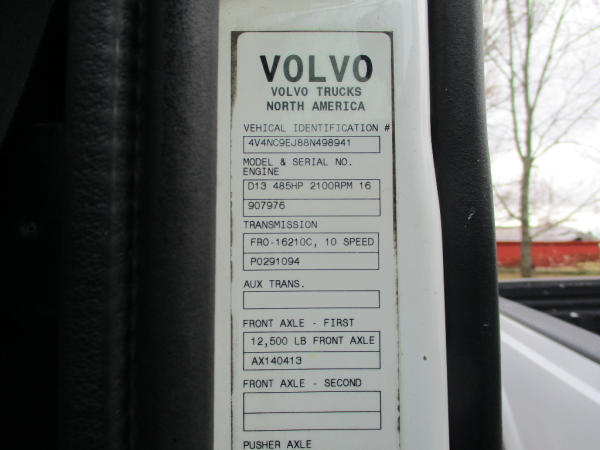 VOLVO
VOLVO TRUCKS
NORTH AMERICA
VEHICAL IDENTIFICATION #
4V4NC9EJ88N498941
MODEL & SERIAL NO.
ENGINE
D13 485HP 2100RPM 16
907976
TRANSMISSION
FRO-16210C, 10 SPEED
P0291094
AUX TRANS.
FRONT AXLE - FIRST
12,500 LB FRONT AXLE
AX140413
FRONT AXLE - SECOND
PUSHER AXLE